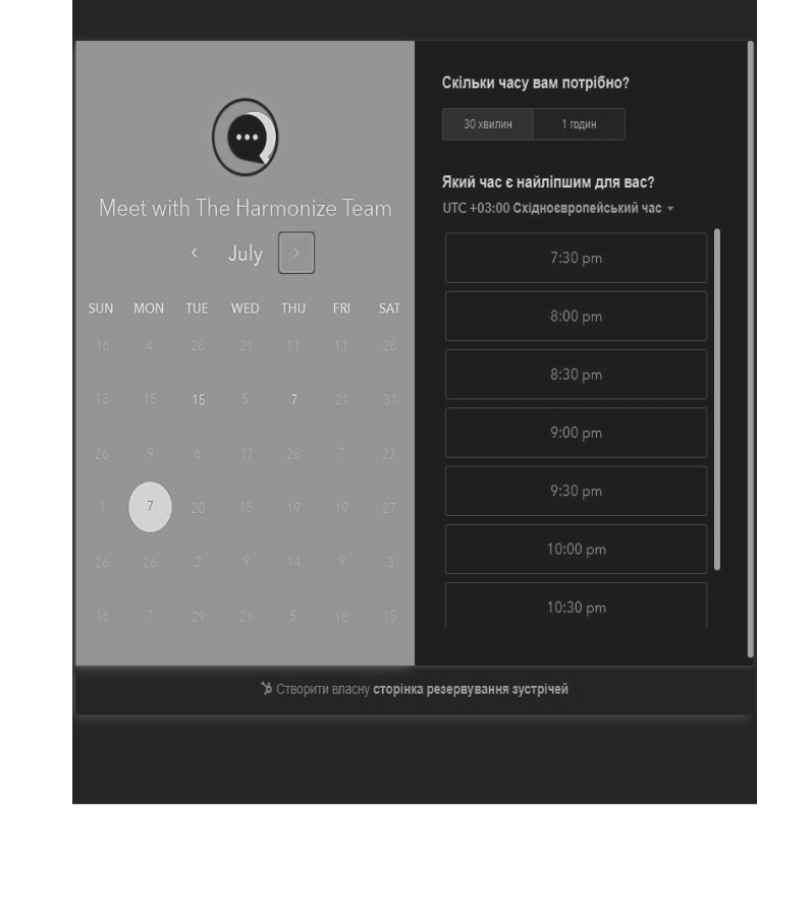 Meet with The Harmonize Team
July
SUN MON TUE WED THU FRI SAT
16 4 28 21 11 11 28
13 15 15 5 7 21 31
26 9 6 17 28 7 27
1 7 20 15 19 19 27
26 26 2 9 14 9 3
16 7 29 21 5 18 15
Скільки часу вам потрібно?
30 хвилин 1 годин
Який час є найліпшим для вас?
UTC +03:00 Східноєвропейський час
7:30 pm
8:00 pm
8:30 pm
9:00 pm
9:30 pm
10:00 pm
10:30 pm
Створити власну сторінка резервування зустрічей